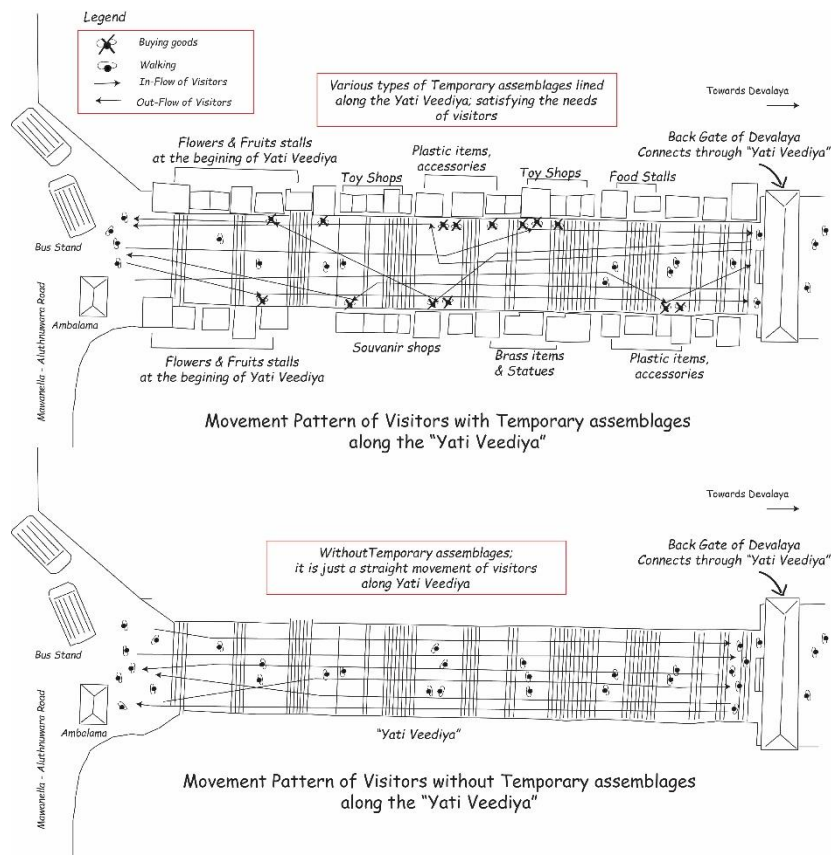 Legend
Buying goods
Walking
In-Flow of Visitors
Out-Flow of Visitors
Various types of Temporary assemblages lined
along the Yati Veediya; satisfying the needs
of visitors
Towards Devalaya
Back Gate of Devalaya
Connects through “Yati Veediya”
Flowers & Fruits stalls
at the begining of Yati Veediya
Toy Shops
Plastic items,
accessories
Toy Shops
Food Stalls
Bus Stand
Ambalama
Mawanella - Aluthnuwara Road
Flowers & Fruits stalls
at the begining of Yati Veediya
Souvanir shops
Brass items
& Statues
Plastic items,
accessories
Movement Pattern of Visitors with Temporary assemblages
along the “Yati Veediya”
Towards Devalaya
WithoutTemporary assemblages;
it is just a straight movement of visitors
along Yati Veediya
Back Gate of Devalaya
Connects through “Yati Veediya”
Bus Stand
Ambalama
Mawanella - Aluthnuwara Road
“Yati Veediya”
Movement Pattern of Visitors without Temporary assemblages
along the “Yati Veediya”